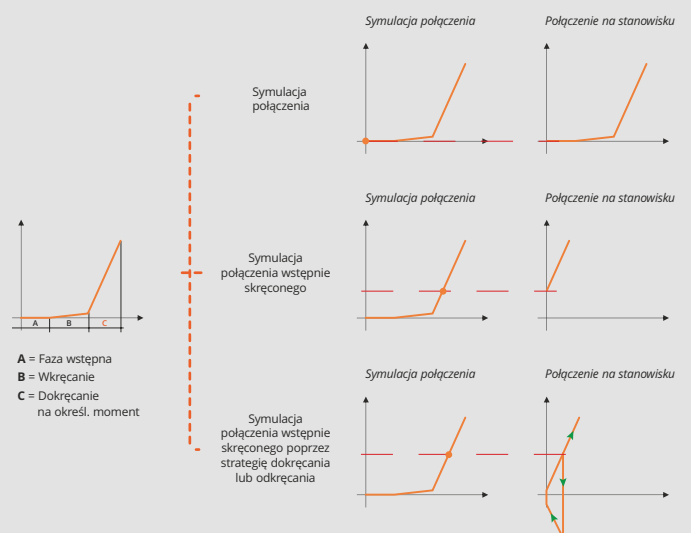 Symulacja połączenia
Połączenie na stanowisku
Symulacja
połączenia
Symulacja połączenia
Połączenie na stanowisku
Symulacja
połączenia wstępnie
skręconego
A B C
A = Faza wstępna
B = Wkręcanie
C = Dokręcanie
na określ. moment
Symulacja połączenia
Połączenie na stanowisku
Symulacja
połączenia wstępnie
skręconego poprzez
strategię dokręcania
lub odkręcania